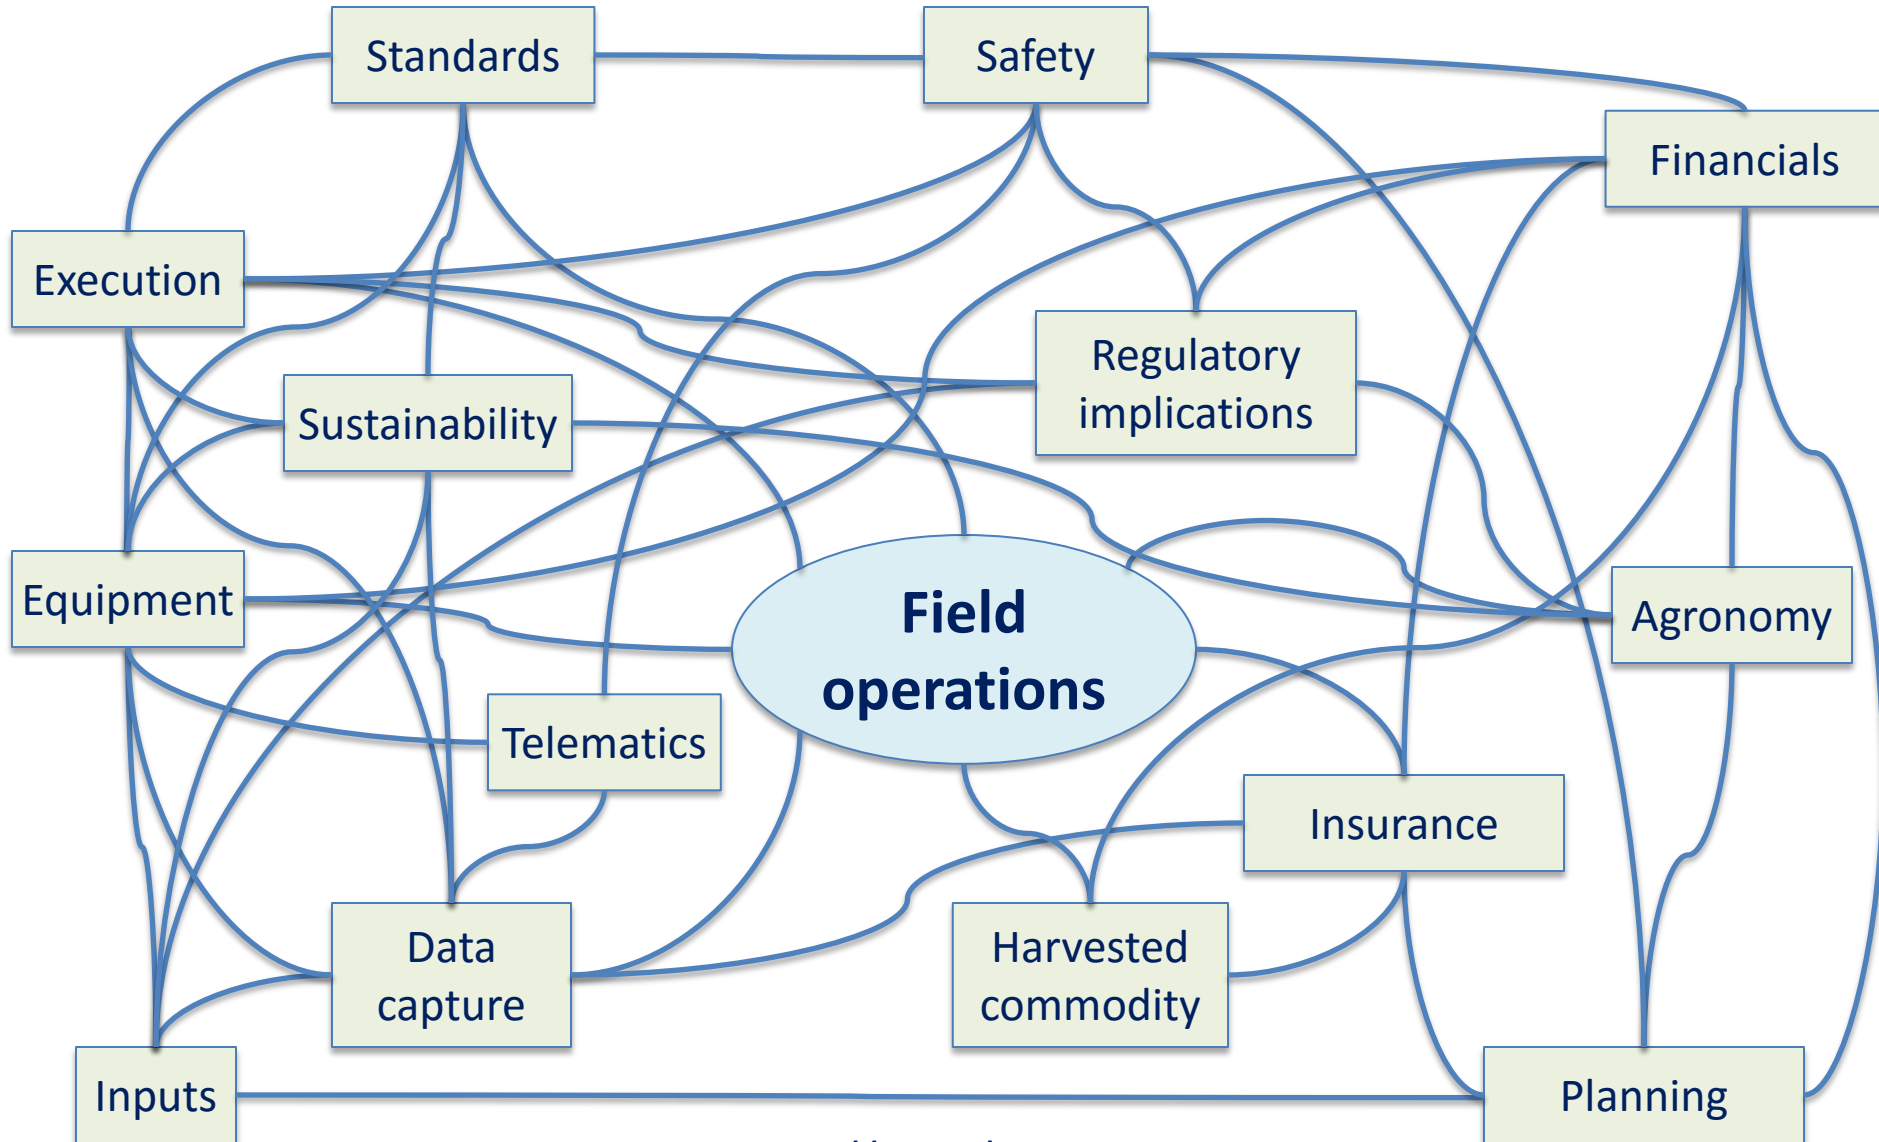 Standards
Safety
Financials
Execution
Regulatory
implications
Sustainability
Equipment
Field
operations
Agronomy
Telematics
Insurance
Data
capture
Harvested
commodity
Inputs
Planning